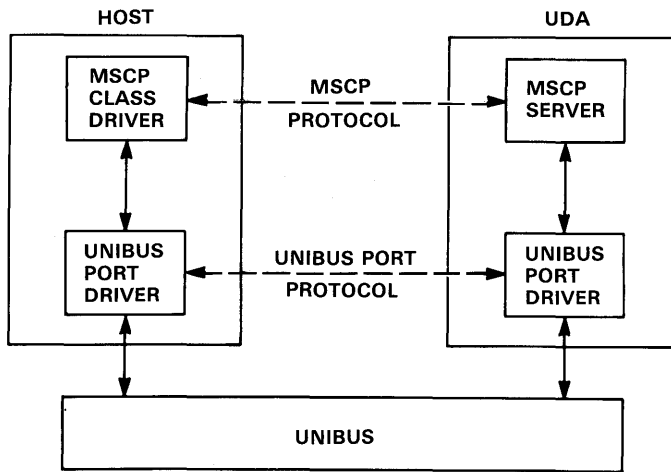 HOST
UDA
MSCP
CLASS
DRIVER
MSCP
PROTOCOL
MSCP
SERVER
UNIBUS
PORT
DRIVER
UNIBUS PORT
PROTOCOL
UNIBUS
PORT
DRIVER
UNIBUS